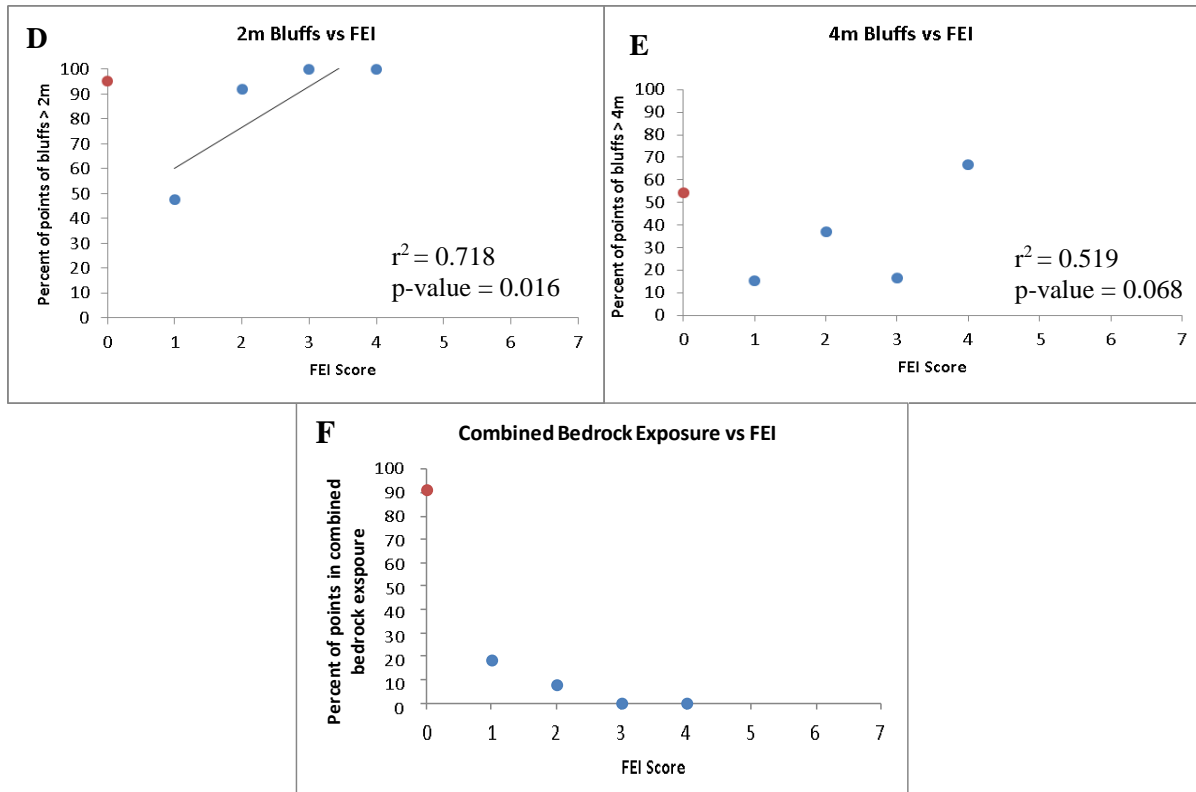 D
2m Bluffs vs FEI
Percent of points of bluffs > 2m
100
90
80
70
60
50
40
30
20
10
0
r² = 0.718
p-value = 0.016
0 1 2 3 4 5 6 7
FEI Score
E
4m Bluffs vs FEI
Percent of points of bluffs > 4m
100
90
80
70
60
50
40
30
20
10
0
r² = 0.519
p-value = 0.068
0 1 2 3 4 5 6 7
FEI Score
F
Combined Bedrock Exposure vs FEI
Percent of points in combined
bedrock exspoure
100
90
80
70
60
50
40
30
20
10
0
0 1 2 3 4 5 6 7
FEI Score